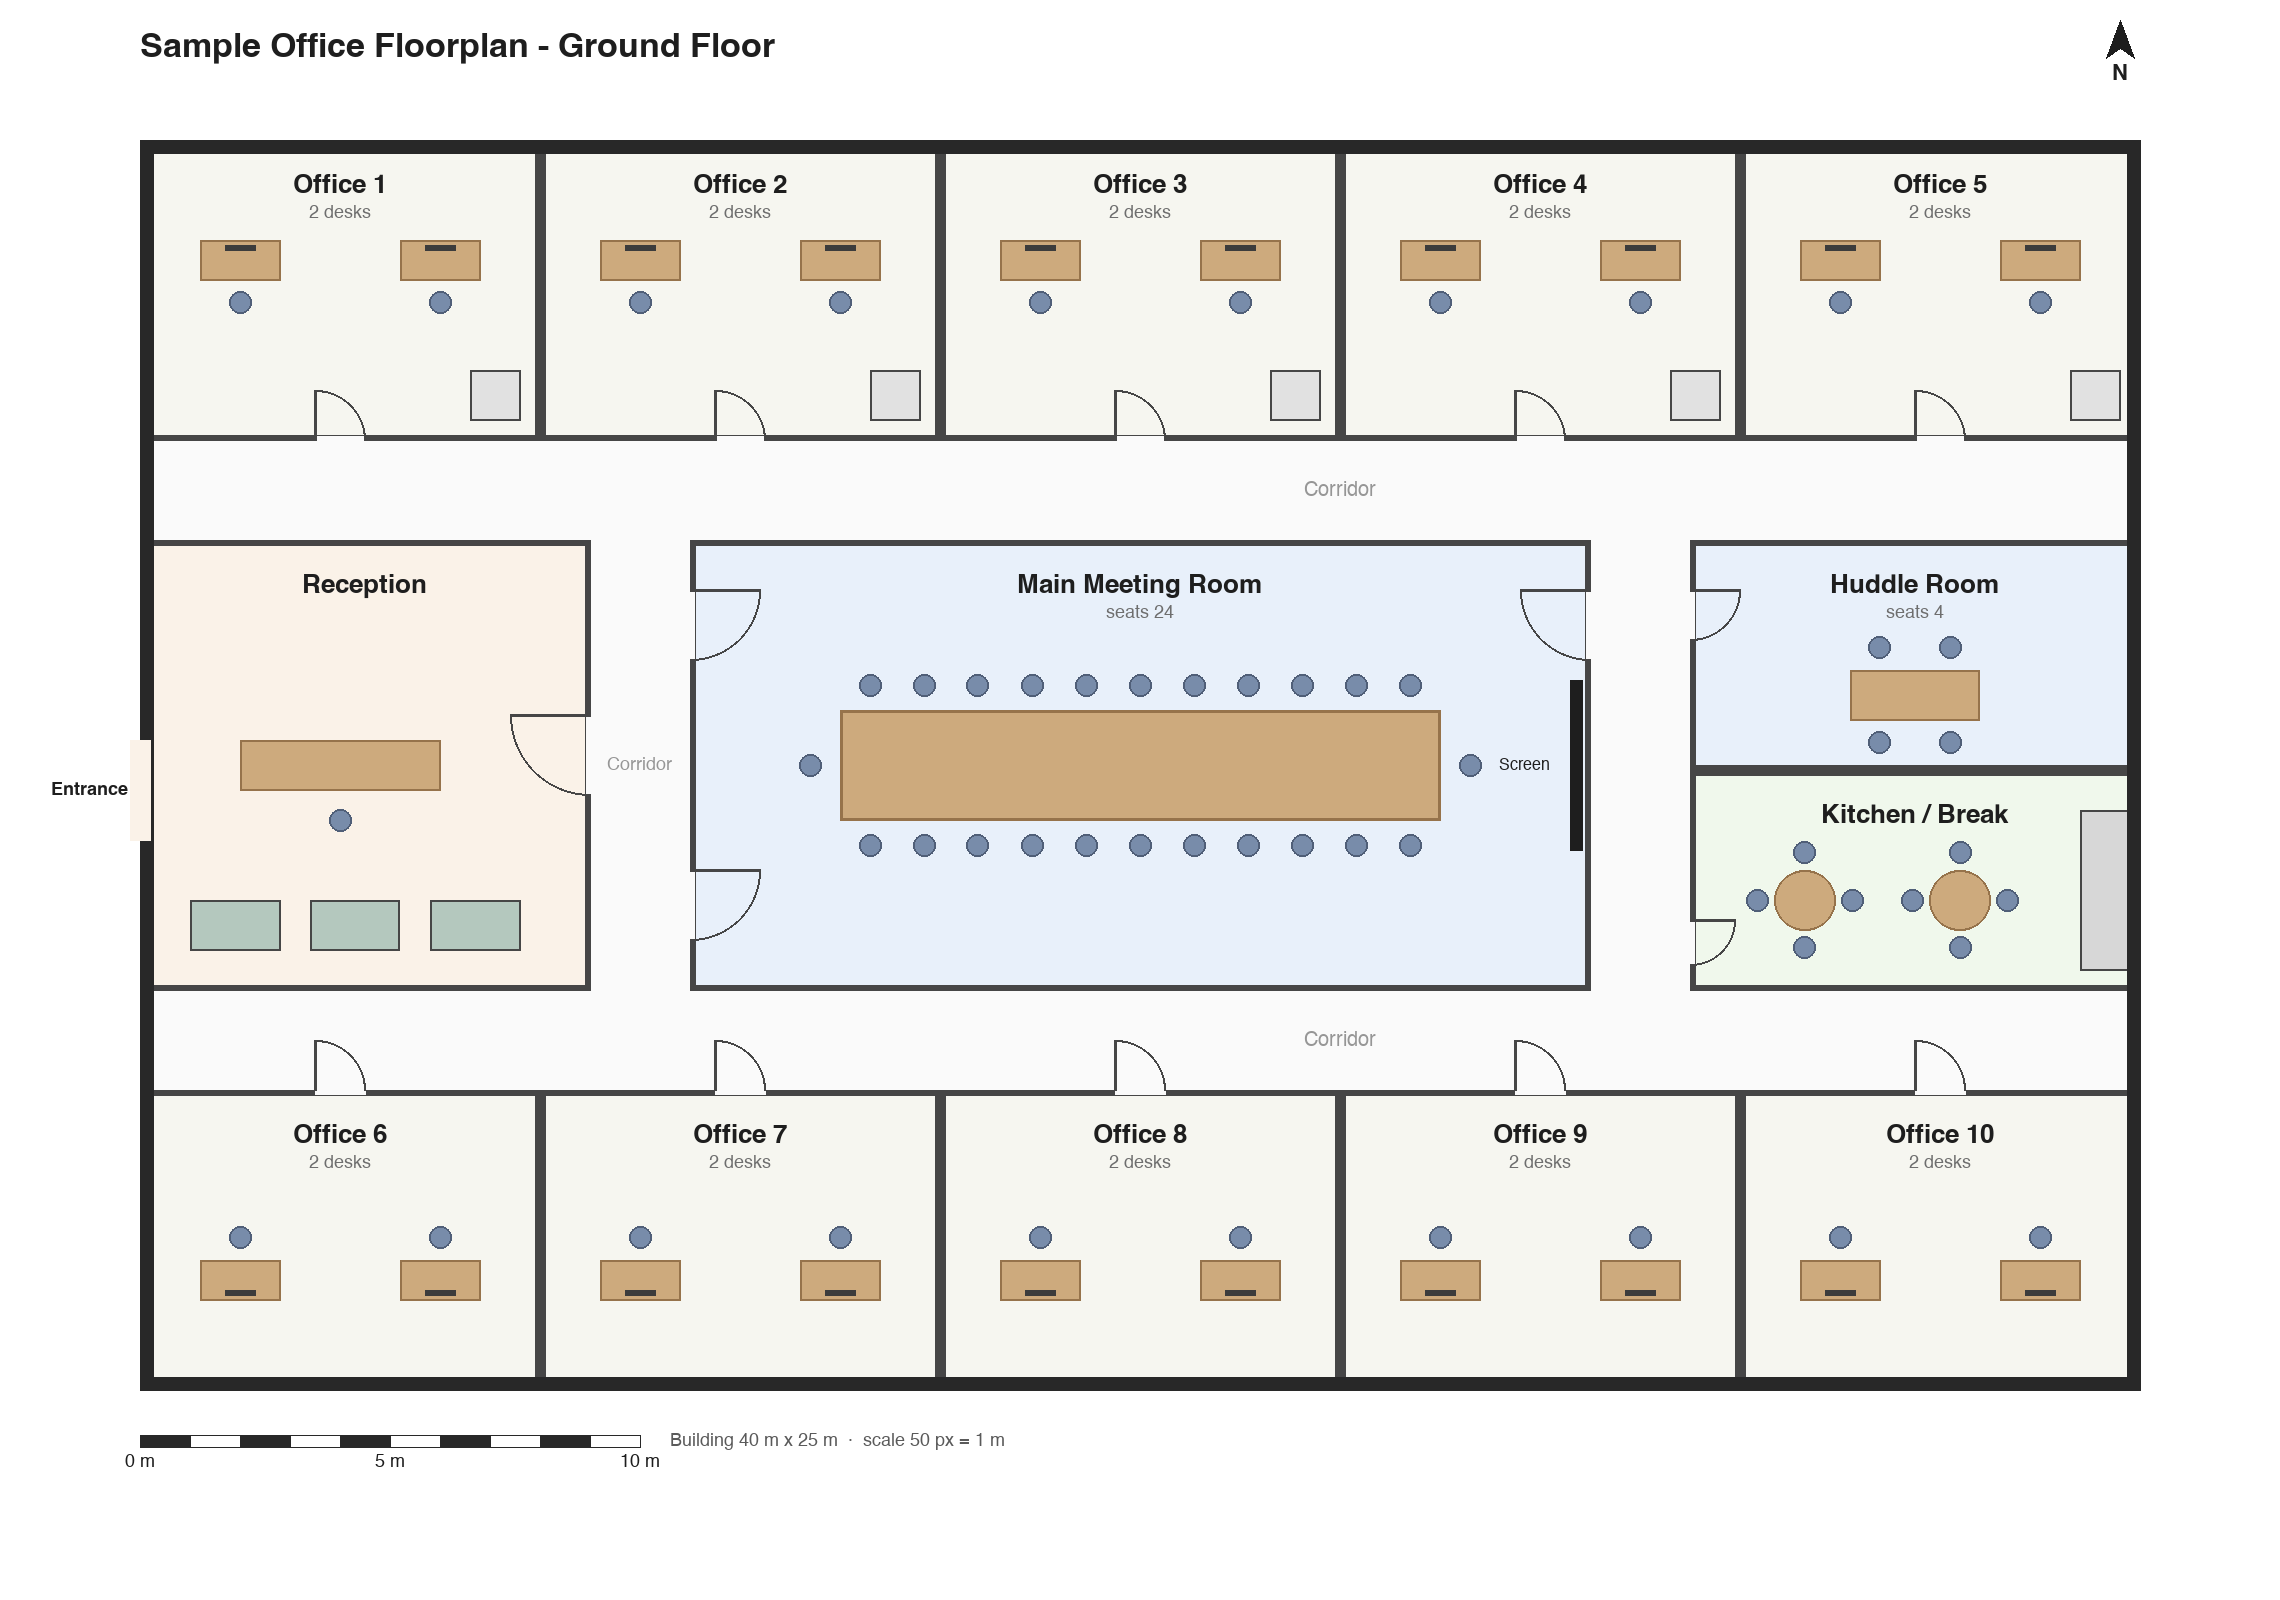 Sample Office Floorplan - Ground Floor
N
Office 1
2 desks
Office 2
2 desks
Office 3
2 desks
Office 4
2 desks
Office 5
2 desks
Corridor
Reception
Main Meeting Room
seats 24
Huddle Room
seats 4
Entrance
Corridor
Screen
Kitchen / Break
Corridor
Office 6
2 desks
Office 7
2 desks
Office 8
2 desks
Office 9
2 desks
Office 10
2 desks
0 m
5 m
10 m
Building 40 m x 25 m · scale 50 px = 1 m